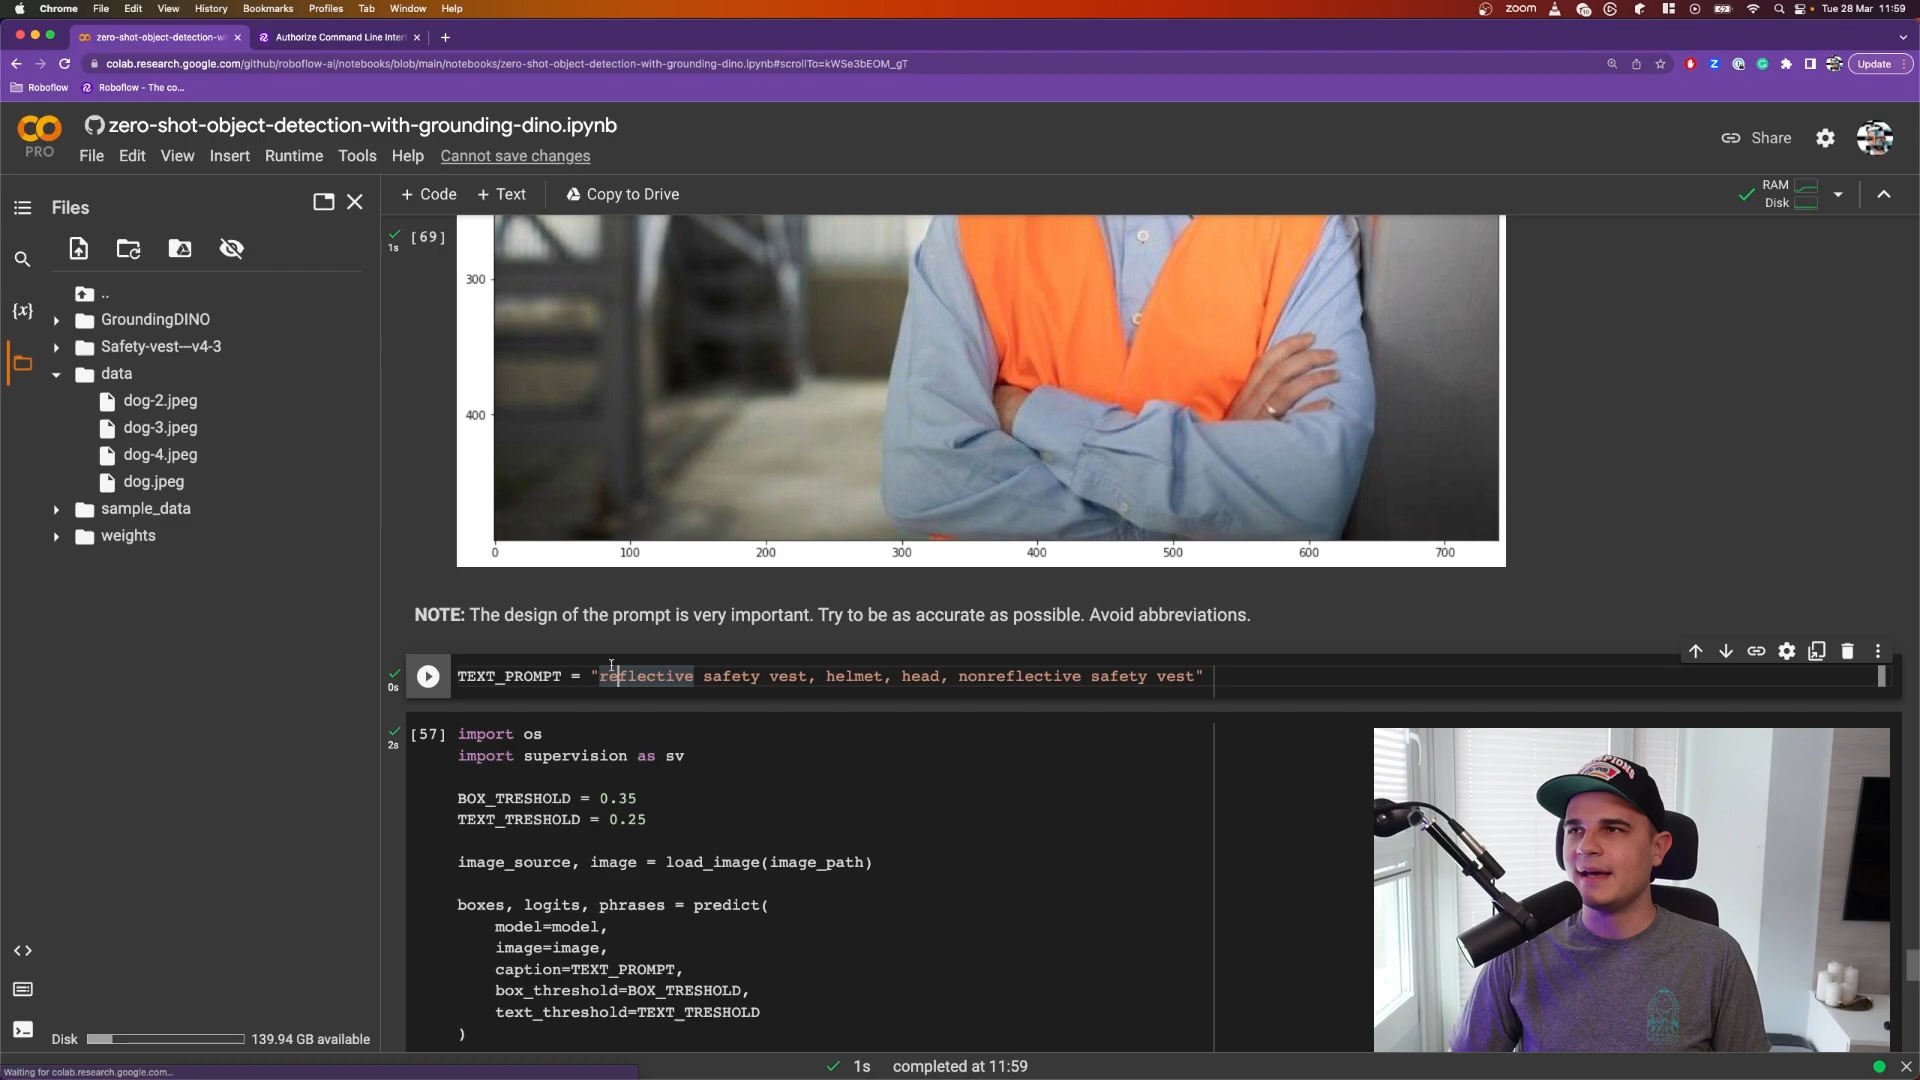 Chrome File Edit View History Bookmarks Profiles Tab Window Help
zoom Tue 28 Mar 11:59
zero-shot-object-detection-wi
Authorize Command Line Inter
colab.research.google.com/github/roboflow-ai/notebooks/blob/main/notebooks/zero-shot-object-detection-with-grounding-dino.ipynb#scrollTo=kWSe3bEOM_gT
Update
Roboflow
Roboflow - The co...
CO
PRO
zero-shot-object-detection-with-grounding-dino.ipynb
File Edit View Insert Runtime Tools Help Cannot save changes
Share
Files
+ Code + Text
Copy to Drive
RAM
Disk
..
GroundingDINO
Safety-vest---v4-3
data
dog-2.jpeg
dog-3.jpeg
dog-4.jpeg
dog.jpeg
sample_data
weights
{x}
[69]
1s
300
400
0 100 200 300 400 500 600 700
NOTE: The design of the prompt is very important. Try to be as accurate as possible. Avoid abbreviations.
TEXT_PROMPT = "reflective safety vest, helmet, head, nonreflective safety vest"
0s
[57]
2s
import os
import supervision as sv
BOX_TRESHOLD = 0.35
TEXT_TRESHOLD = 0.25
image_source, image = load_image(image_path)
boxes, logits, phrases = predict(
model=model,
image=image,
caption=TEXT_PROMPT,
box_threshold=BOX_TRESHOLD,
text_threshold=TEXT_TRESHOLD
)
Disk 139.94 GB available
1s completed at 11:59
Waiting for colab.research.google.com...